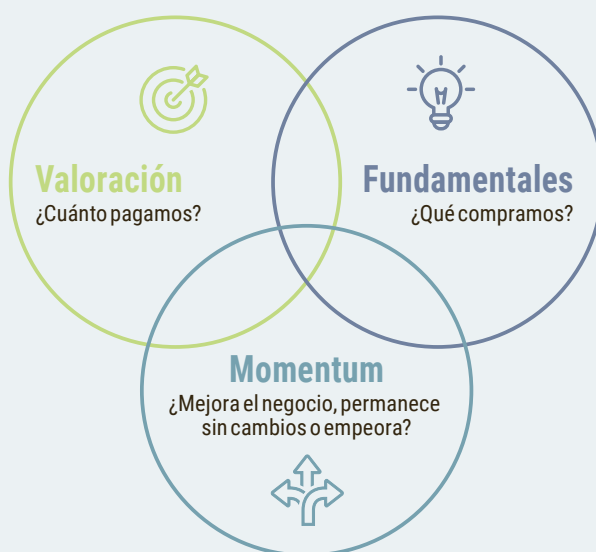 Valoración
¿Cuánto pagamos?
Fundamentales
¿Qué compramos?
Momentum
¿Mejora el negocio, permanece
sin cambios o empeora?